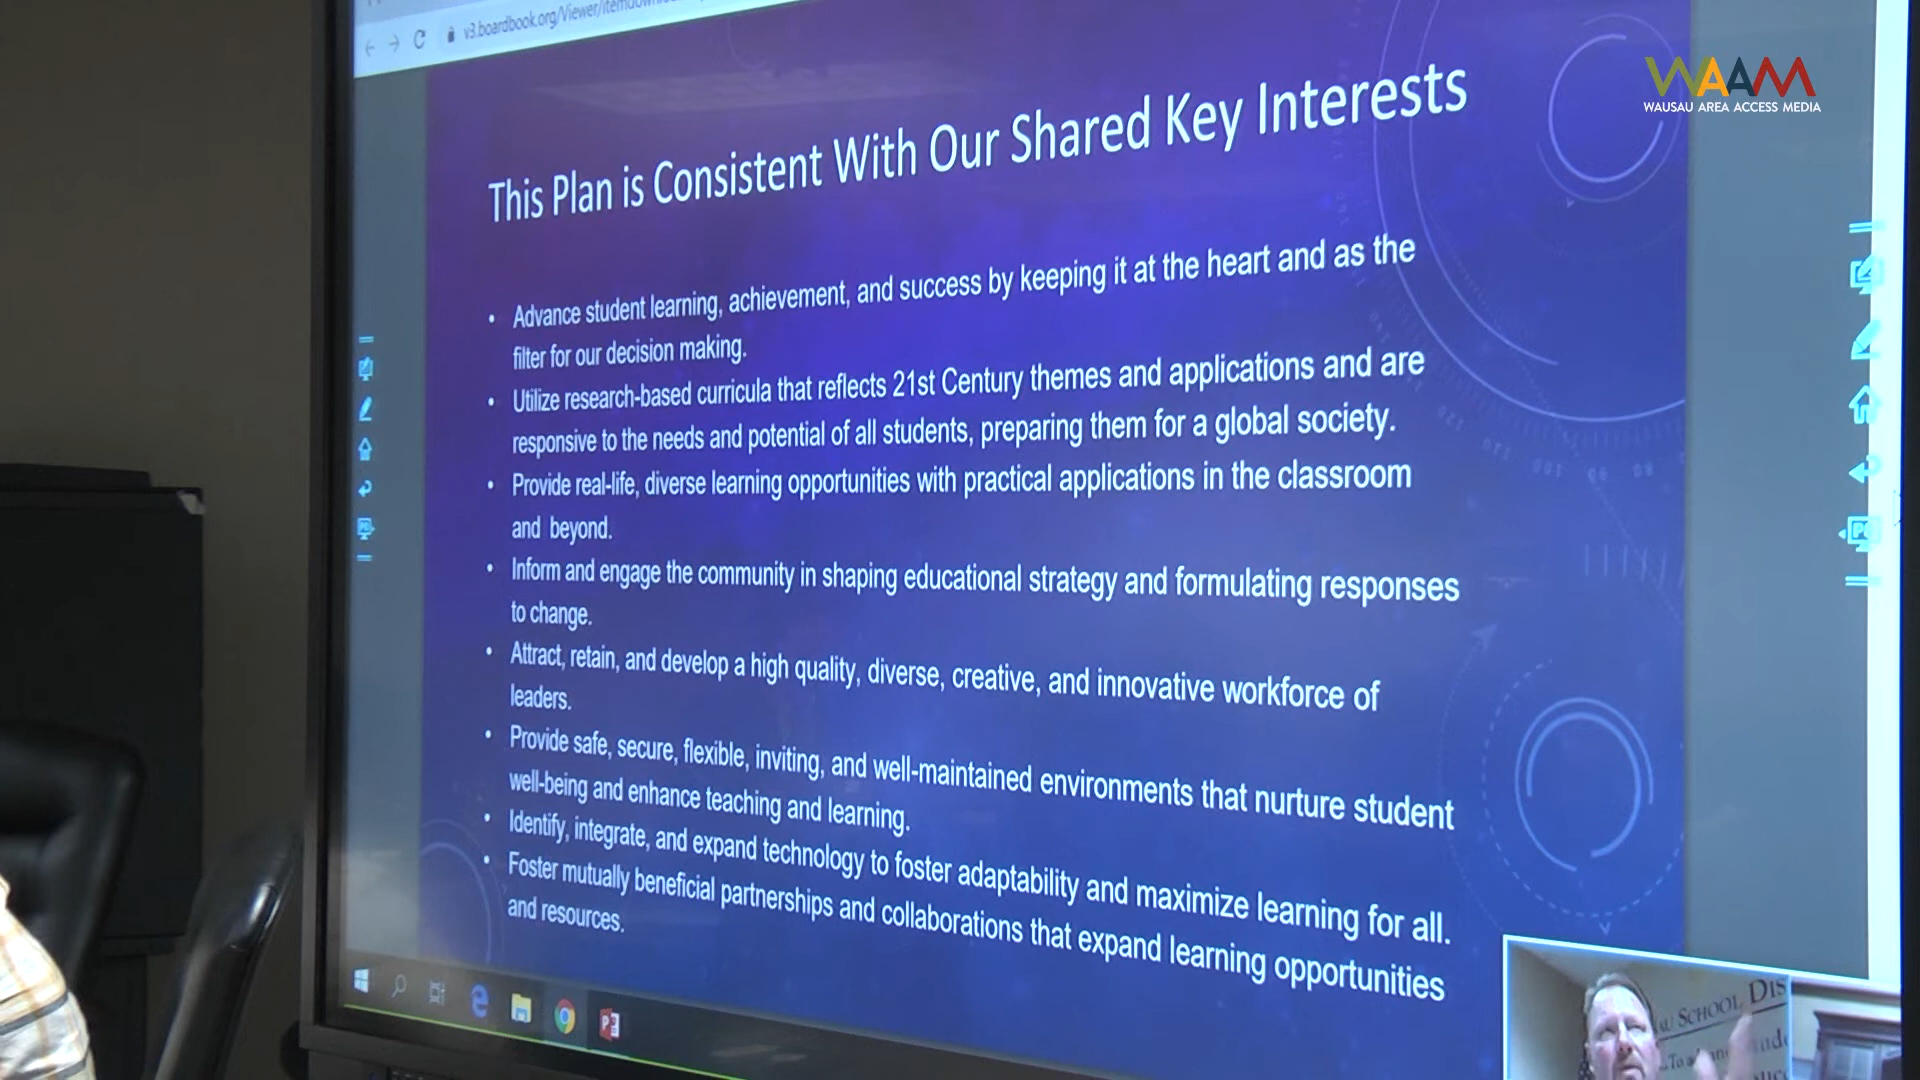 v3.boardbook.org/Viewer/
WAAM
WAUSAU AREA ACCESS MEDIA
This Plan is Consistent With Our Shared Key Interests
• Advance student learning, achievement, and success by keeping it at the heart and as the
filter for our decision making.
• Utilize research-based curricula that reflects 21st Century themes and applications and are
responsive to the needs and potential of all students, preparing them for a global society.
• Provide real-life, diverse learning opportunities with practical applications in the classroom
and beyond.
• Inform and engage the community in shaping educational strategy and formulating responses
to change.
• Attract, retain, and develop a high quality, diverse, creative, and innovative workforce of
leaders.
• Provide safe, secure, flexible, inviting, and well-maintained environments that nurture student
well-being and enhance teaching and learning.
• Identify, integrate, and expand technology to foster adaptability and maximize learning for all.
• Foster mutually beneficial partnerships and collaborations that expand learning opportunities
and resources.
SCHOOL DIS